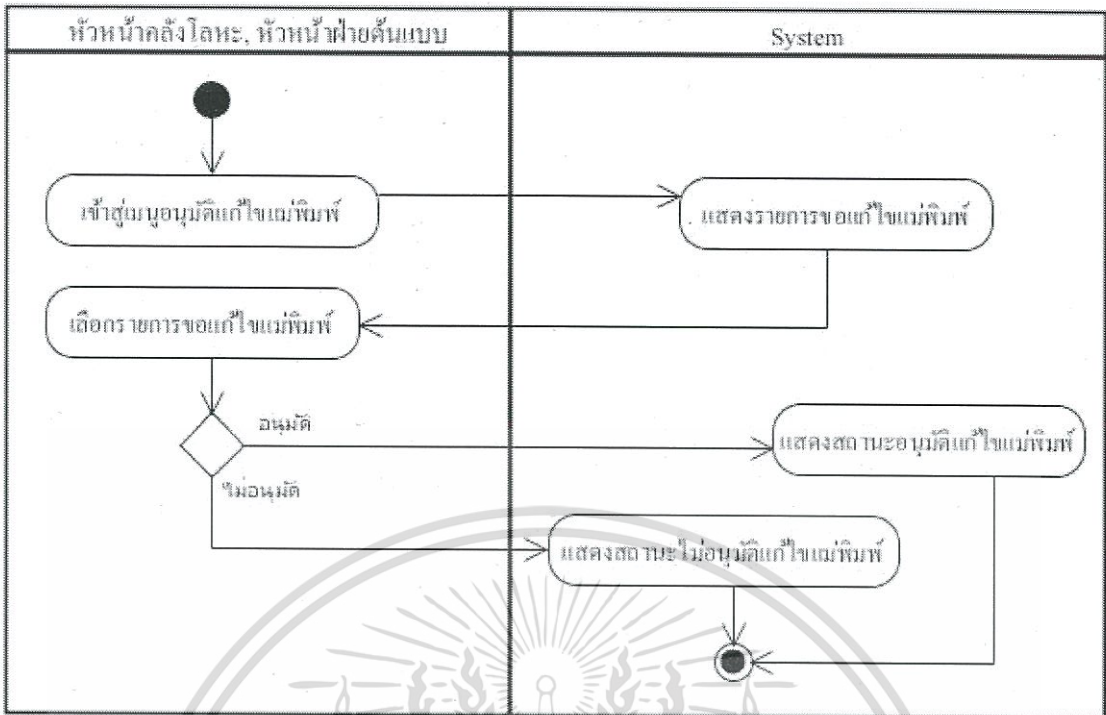 หัวหน้าคลังโลหะ, หัวหน้าฝ่ายต้นแบบ
System
เข้าสู่เมนูอนุมัติแก้ไขแม่พิมพ์
แสดงรายการขอแก้ไขแม่พิมพ์
เลือกรายการขอแก้ไขแม่พิมพ์
อนุมัติ
แสดงสถานะอนุมัติแก้ไขแม่พิมพ์
ไม่อนุมัติ
แสดงสถานะไม่อนุมัติแก้ไขแม่พิมพ์